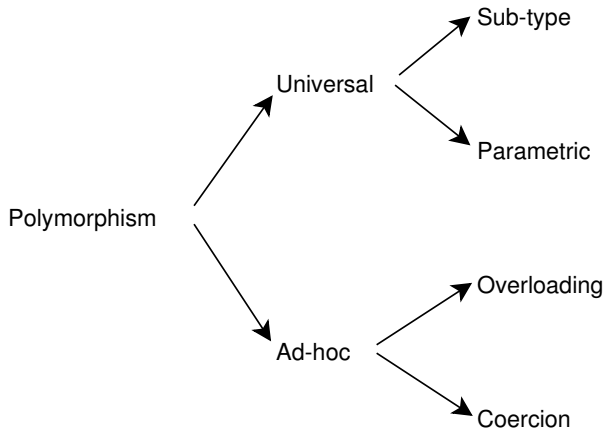 Sub-type
Universal
Parametric
Polymorphism
Overloading
Ad-hoc
Coercion